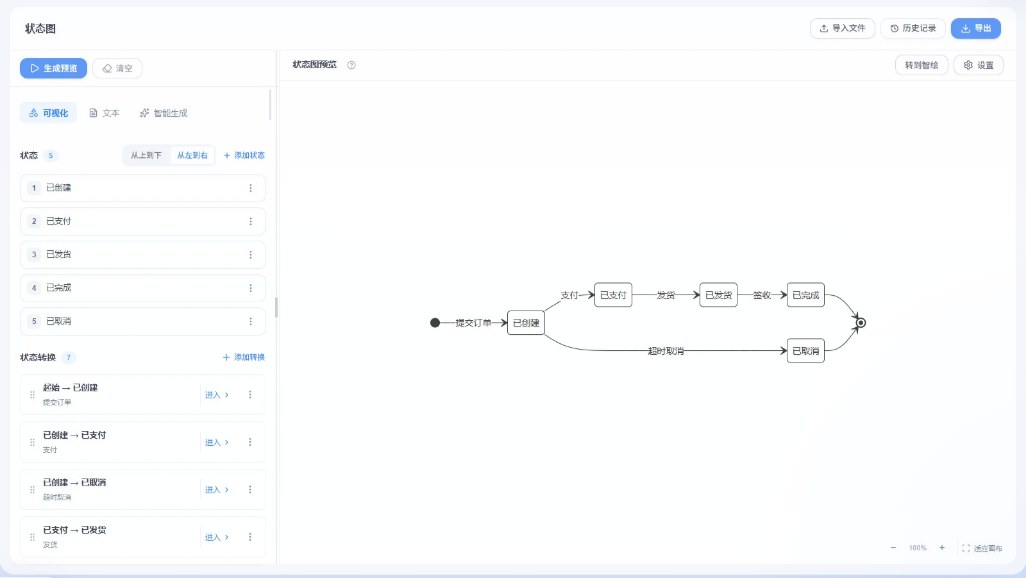 状态图
导入文件
历史记录
导出
生成预览
清空
状态图预览
转到智绘
设置
可视化
文本
智能生成
状态 5
从上到下
从左到右
+ 添加状态
1 已创建
2 已支付
3 已发货
4 已完成
5 已取消
状态转换 7
+ 添加转换
起始 → 已创建
提交订单
进入 >
已创建 → 已支付
支付
进入 >
已创建 → 已取消
超时取消
进入 >
已支付 → 已发货
发货
进入 >
提交订单
已创建
支付
已支付
发货
已发货
签收
已完成
超时取消
已取消
− 100% +
适应画布